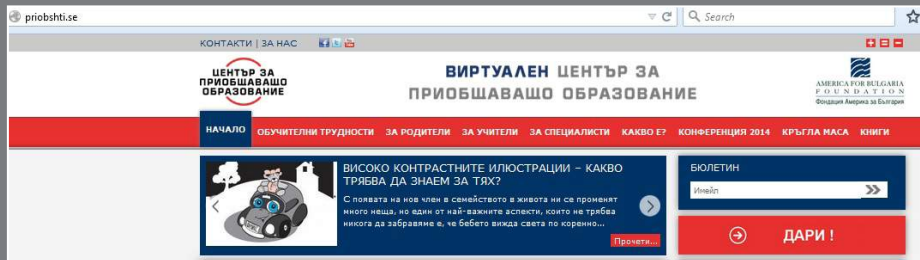 priobshti.se
Search
КОНТАКТИ | ЗА НАС
ЦЕНТЪР ЗА
ПРИОБЩАВАЩО
ОБРАЗОВАНИЕ
ВИРТУАЛЕН ЦЕНТЪР ЗА
ПРИОБЩАВАЩО ОБРАЗОВАНИЕ
AMERICA FOR BULGARIA
FOUNDATION
Фондация Америка за България
НАЧАЛО ОБУЧИТЕЛНИ ТРУДНОСТИ ЗА РОДИТЕЛИ ЗА УЧИТЕЛИ ЗА СПЕЦИАЛИСТИ КАКВО Е? КОНФЕРЕНЦИЯ 2014 КРЪГЛА МАСА КНИГИ
ВИСОКО КОНТРАСТНИТЕ ИЛЮСТРАЦИИ – КАКВО
ТРЯБВА ДА ЗНАЕМ ЗА ТЯХ?
С появата на нов член в семейството в живота ни се променят
много неща, но един от най-важните аспекти, които не трябва
никога да забравяме е, че бебето вижда света по коренно...
Прочети...
БЮЛЕТИН
Имейл
ДАРИ !